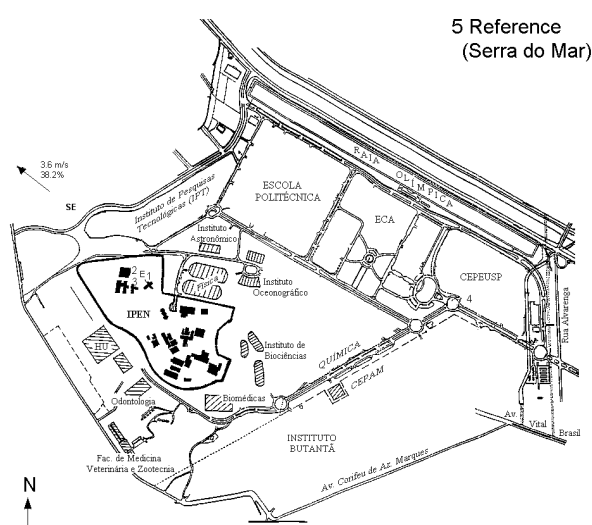 5 Reference
(Serra do Mar)
RAIA OLÍMPICA
3.6 m/s
38.2%
SE
Instituto de Pesquizas
Tecnológicas (IPT)
ESCOLA
POLITÉCNICA
ECA
Instituto
Astronômico
CEPEUSP
2 E 1
Física
Instituto
Oceonográfico
4
Rua Alvarenga
IPEN
HU
Instituto de
Biociências
QUÍMICA
CEPAM
Odontologia
Biomédicas
Av.
Vital
Brasil
INSTITUTO
BUTANTÃ
Fac. de Medicina
Veterinária e Zootecnia
Av. Corifeu de Az. Marques
N